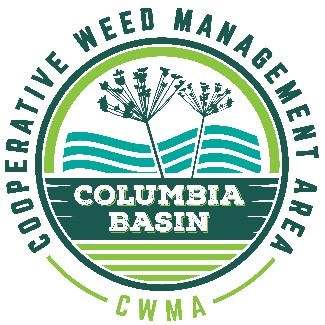 COOPERATIVE WEED MANAGEMENT AREA
COLUMBIA
BASIN
CWMA